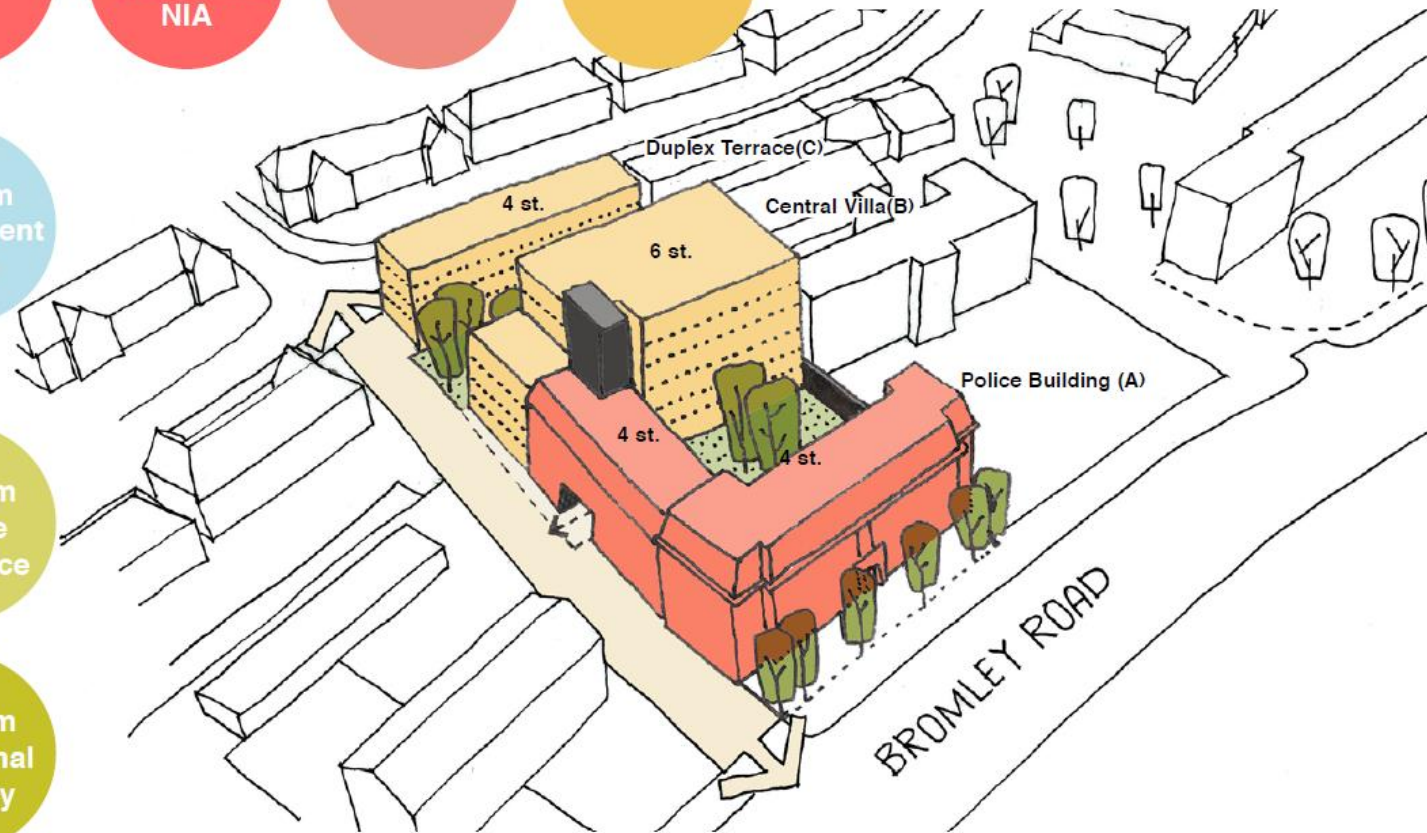 NIA
Duplex Terrace(C)
4 st.
Central Villa(B)
6 st.
Police Building (A)
4 st.
4 st.
BROMLEY ROAD